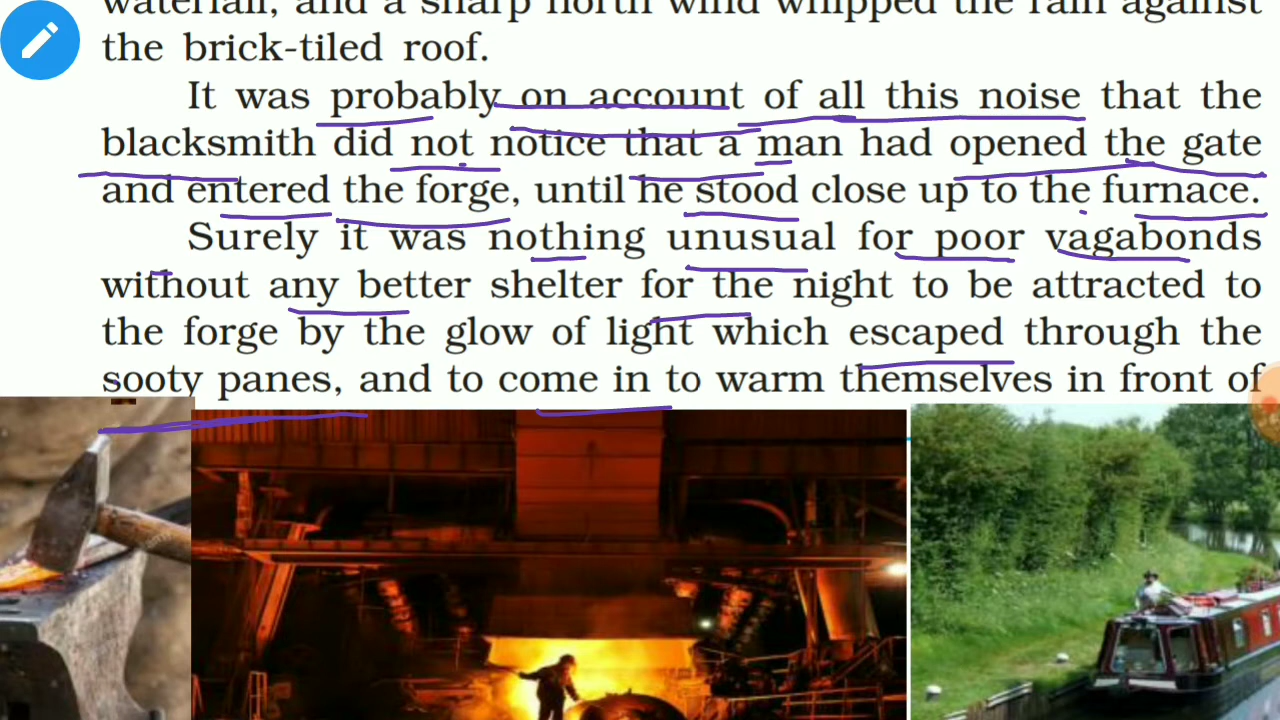 waterfall, and a sharp north wind whipped the rain against
the brick-tiled roof.
It was probably on account of all this noise that the
blacksmith did not notice that a man had opened the gate
and entered the forge, until he stood close up to the furnace.
Surely it was nothing unusual for poor vagabonds
without any better shelter for the night to be attracted to
the forge by the glow of light which escaped through the
sooty panes, and to come in to warm themselves in front of